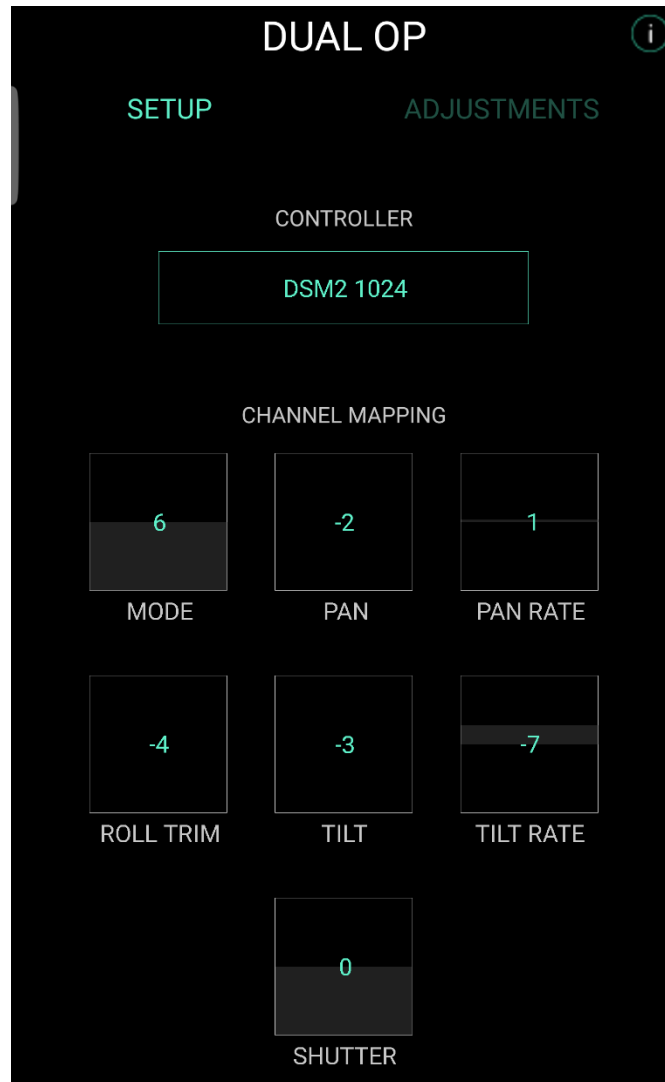 DUAL OP
i
SETUP ADJUSTMENTS
CONTROLLER
DSM2 1024
CHANNEL MAPPING
6 -2 1
MODE PAN PAN RATE
-4 -3 -7
ROLL TRIM TILT TILT RATE
0
SHUTTER